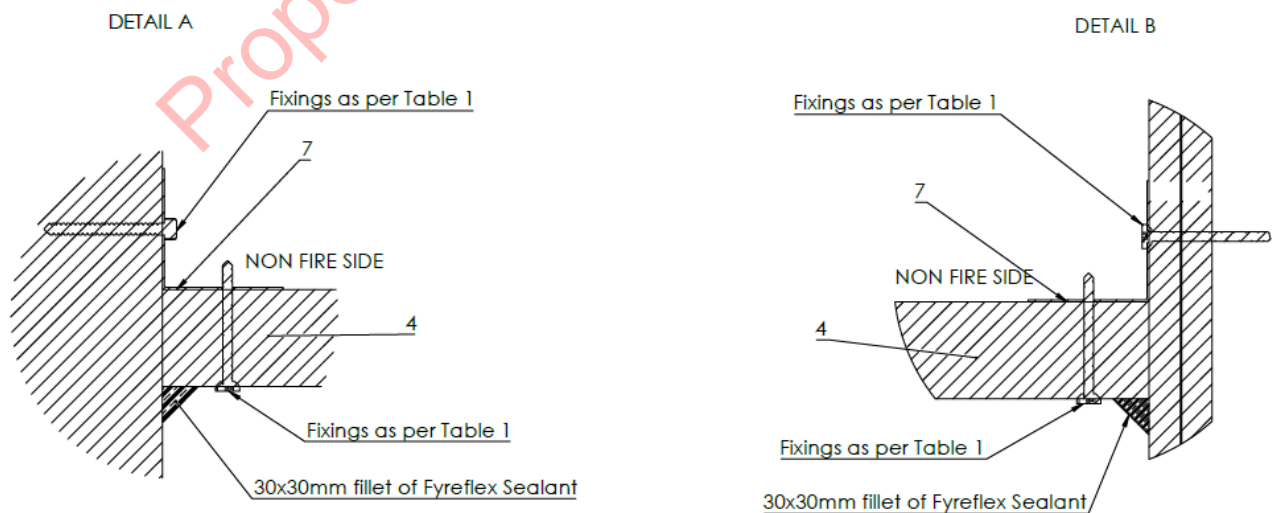 DETAIL A
Fixings as per Table 1
7
NON FIRE SIDE
4
Fixings as per Table 1
30x30mm fillet of Fyreflex Sealant
DETAIL B
Fixings as per Table 1
7
NON FIRE SIDE
4
Fixings as per Table 1
30x30mm fillet of Fyreflex Sealant
Prope